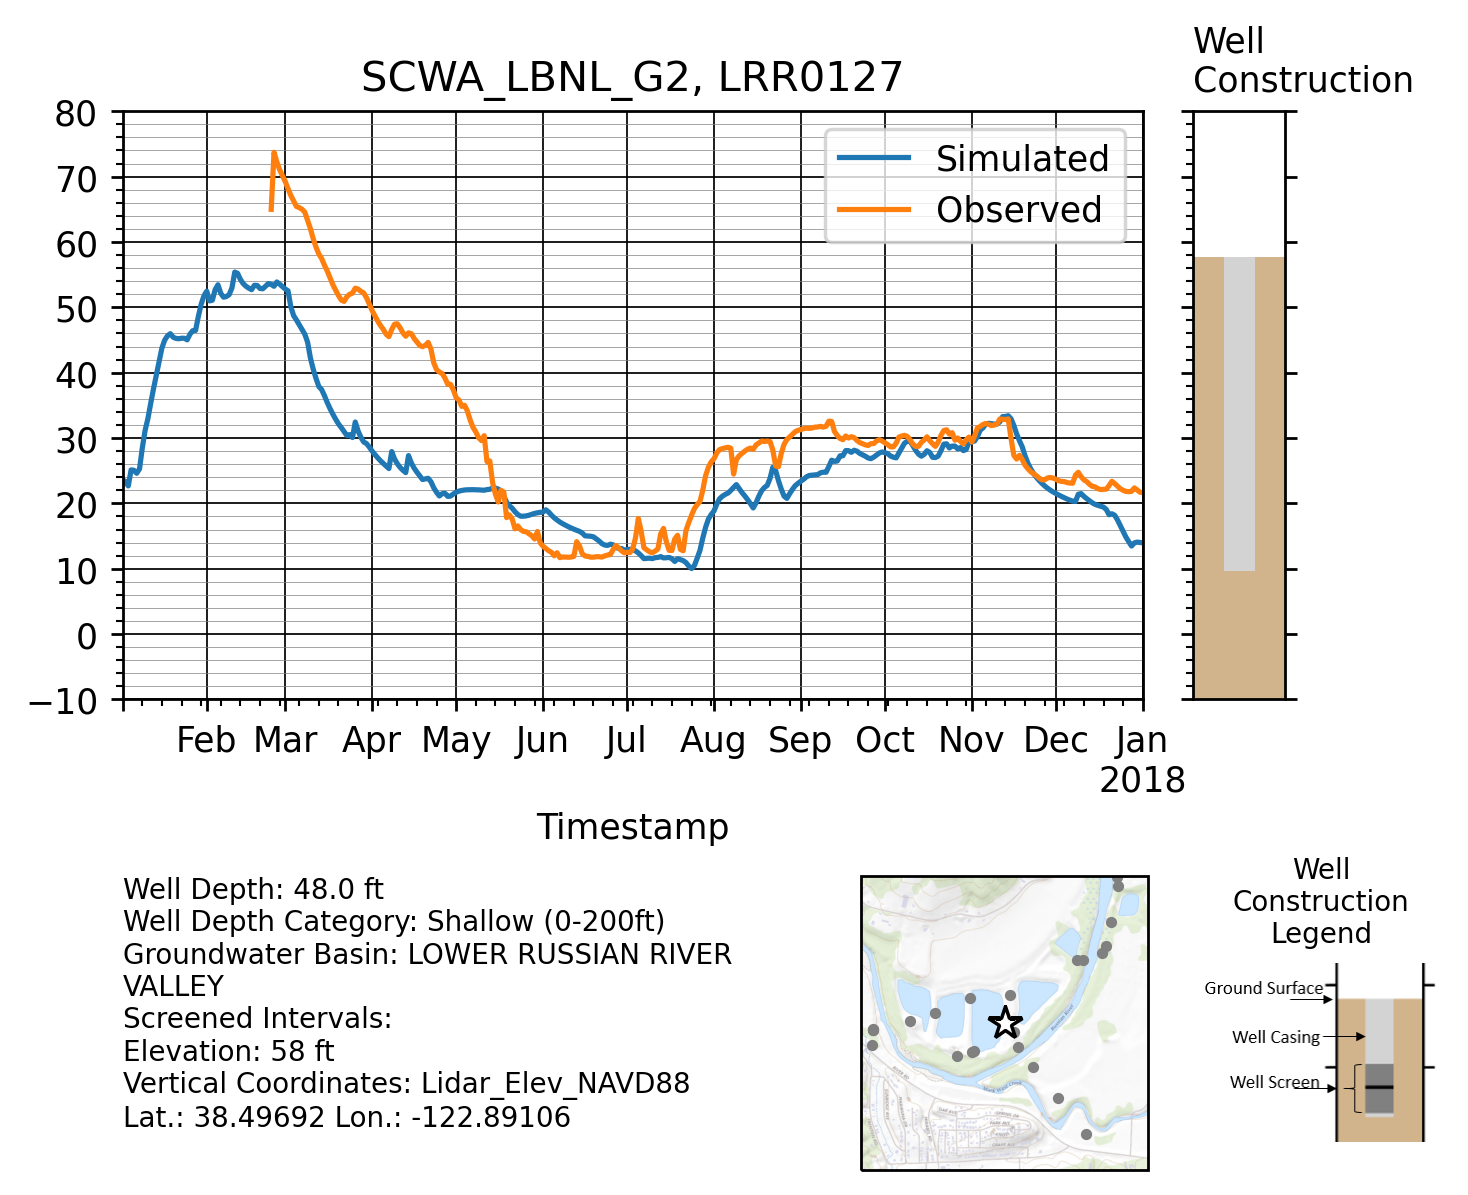 Well
Construction
SCWA_LBNL_G2, LRR0127
80
70
60
50
40
30
20
10
0
−10
Simulated
Observed
Feb Mar Apr May Jun Jul Aug Sep Oct Nov Dec Jan
2018
Timestamp
Well Depth: 48.0 ft
Well Depth Category: Shallow (0-200ft)
Groundwater Basin: LOWER RUSSIAN RIVER
VALLEY
Screened Intervals:
Elevation: 58 ft
Vertical Coordinates: Lidar_Elev_NAVD88
Lat.: 38.49692 Lon.: -122.89106
Well
Construction
Legend
Ground Surface
Well Casing
Well Screen